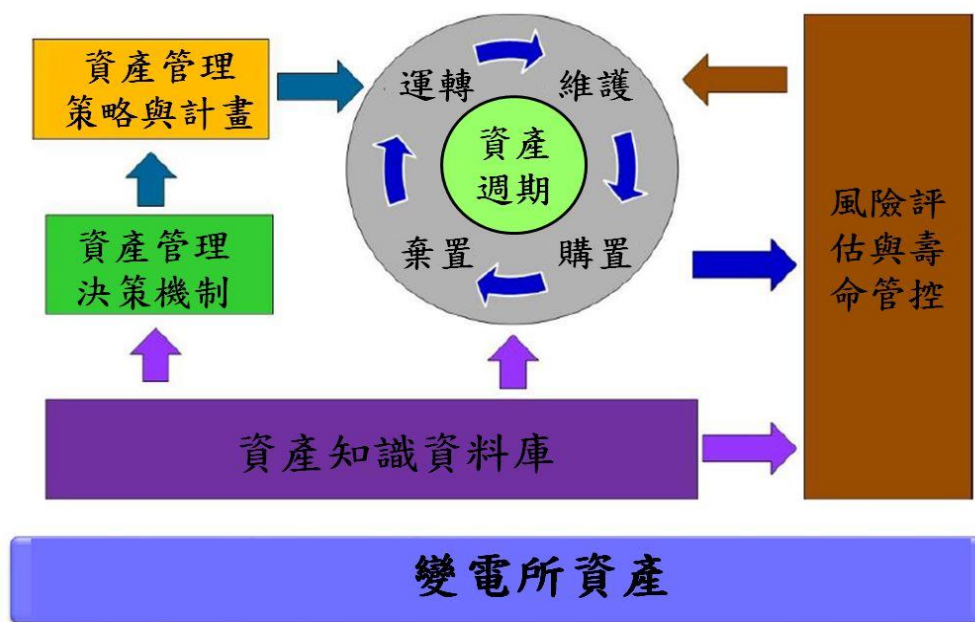 資產管理
策略與計畫
運轉
維護
資產
週期
資產管理
決策機制
棄置
購置
風險評
估與壽
命管控
資產知識資料庫
變電所資產